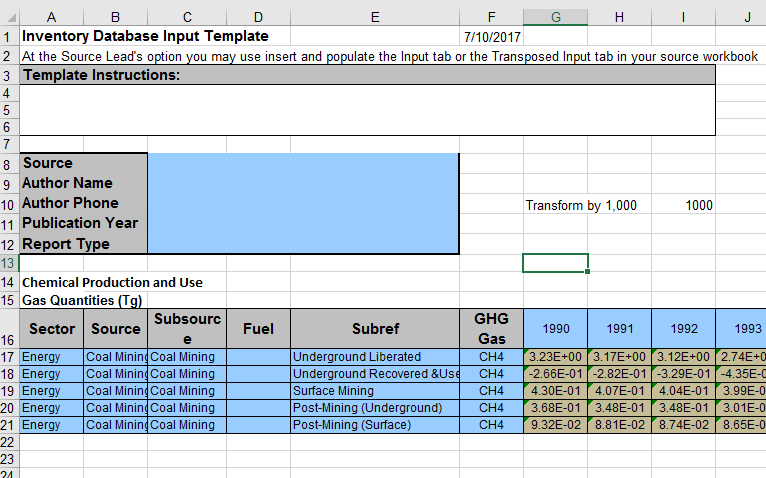 A B C D E F G H I J
1 Inventory Database Input Template 7/10/2017
2 At the Source Lead's option you may use insert and populate the Input tab or the Transposed Input tab in your source workbook
3 Template Instructions:
4
5
6
7
8 Source
9 Author Name
10 Author Phone Transform by 1,000 1000
11 Publication Year
12 Report Type
13
14 Chemical Production and Use
15 Gas Quantities (Tg)
16 Sector Source Subsource Fuel Subref GHG Gas 1990 1991 1992 1993
17 Energy Coal Mining Coal Mining Underground Liberated CH4 3.23E+00 3.17E+00 3.12E+00 2.74E+0
18 Energy Coal Mining Coal Mining Underground Recovered &Use CH4 -2.66E-01 -2.82E-01 -3.29E-01 -4.35E-0
19 Energy Coal Mining Coal Mining Surface Mining CH4 4.30E-01 4.07E-01 4.04E-01 3.99E-0
20 Energy Coal Mining Coal Mining Post-Mining (Underground) CH4 3.68E-01 3.48E-01 3.48E-01 3.01E-0
21 Energy Coal Mining Coal Mining Post-Mining (Surface) CH4 9.32E-02 8.81E-02 8.74E-02 8.65E-0
22
23
24